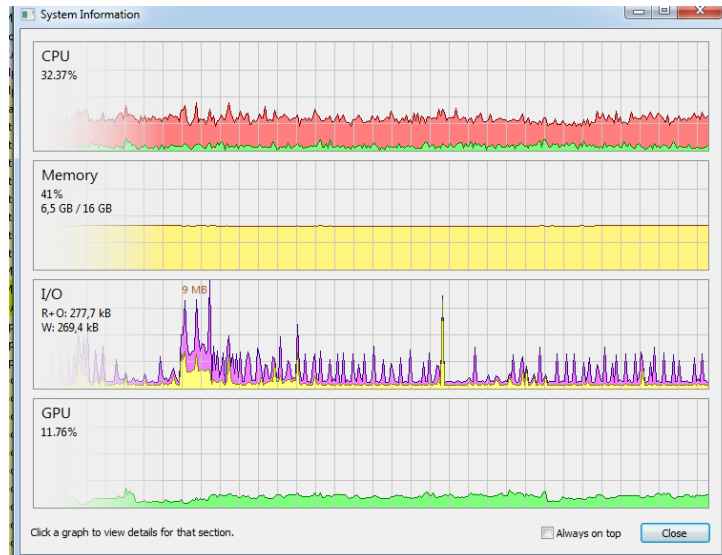 System Information
CPU
32.37%
Memory
41%
6,5 GB / 16 GB
I/O
9 MB
R+O: 277,7 kB
W: 269,4 kB
GPU
11.76%
Click a graph to view details for that section.
Always on top
Close